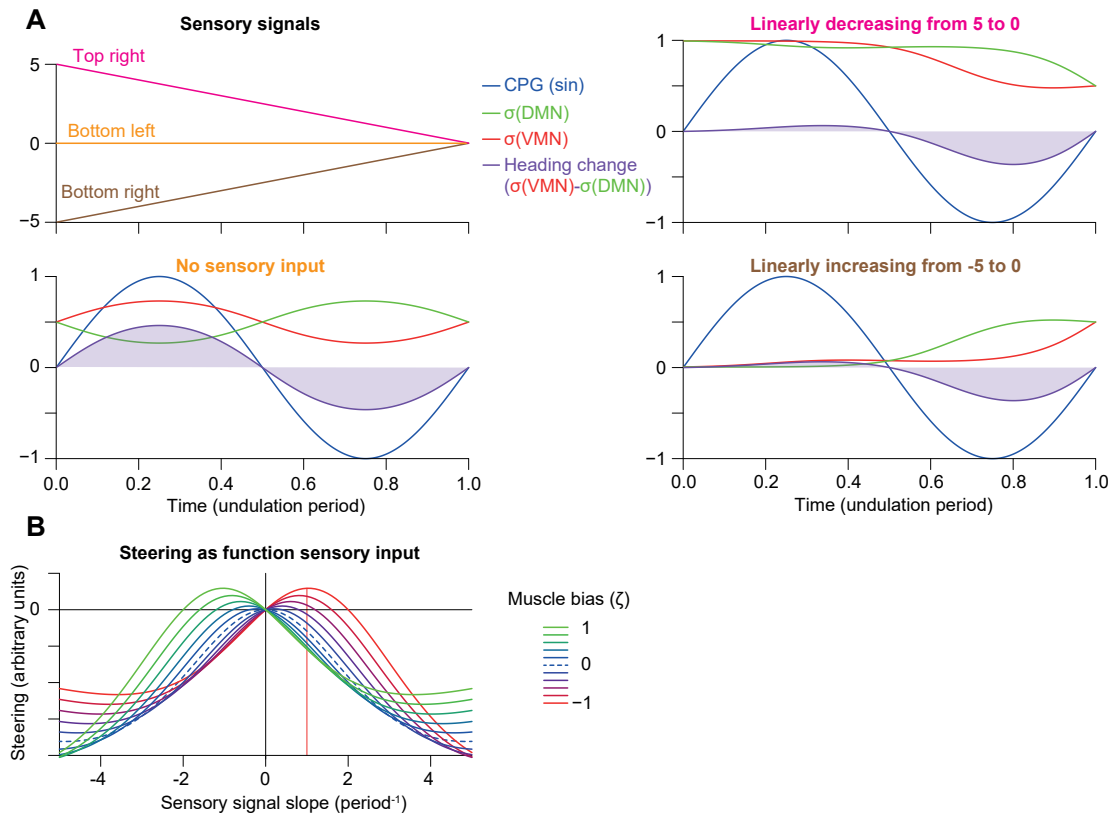 A
Sensory signals
5
0
−5
Top right
Bottom left
Bottom right
CPG (sin)
σ(DMN)
σ(VMN)
Heading change
(σ(VMN)-σ(DMN))
Linearly decreasing from 5 to 0
1
0
−1
No sensory input
1
0
−1
0.0 0.2 0.4 0.6 0.8 1.0
Time (undulation period)
Linearly increasing from -5 to 0
1
0
−1
0.0 0.2 0.4 0.6 0.8 1.0
Time (undulation period)
B
Steering as function sensory input
Steering (arbitrary units)
0
-4 -2 0 2 4
Sensory signal slope (period-1)
Muscle bias (ζ)
1
0
−1